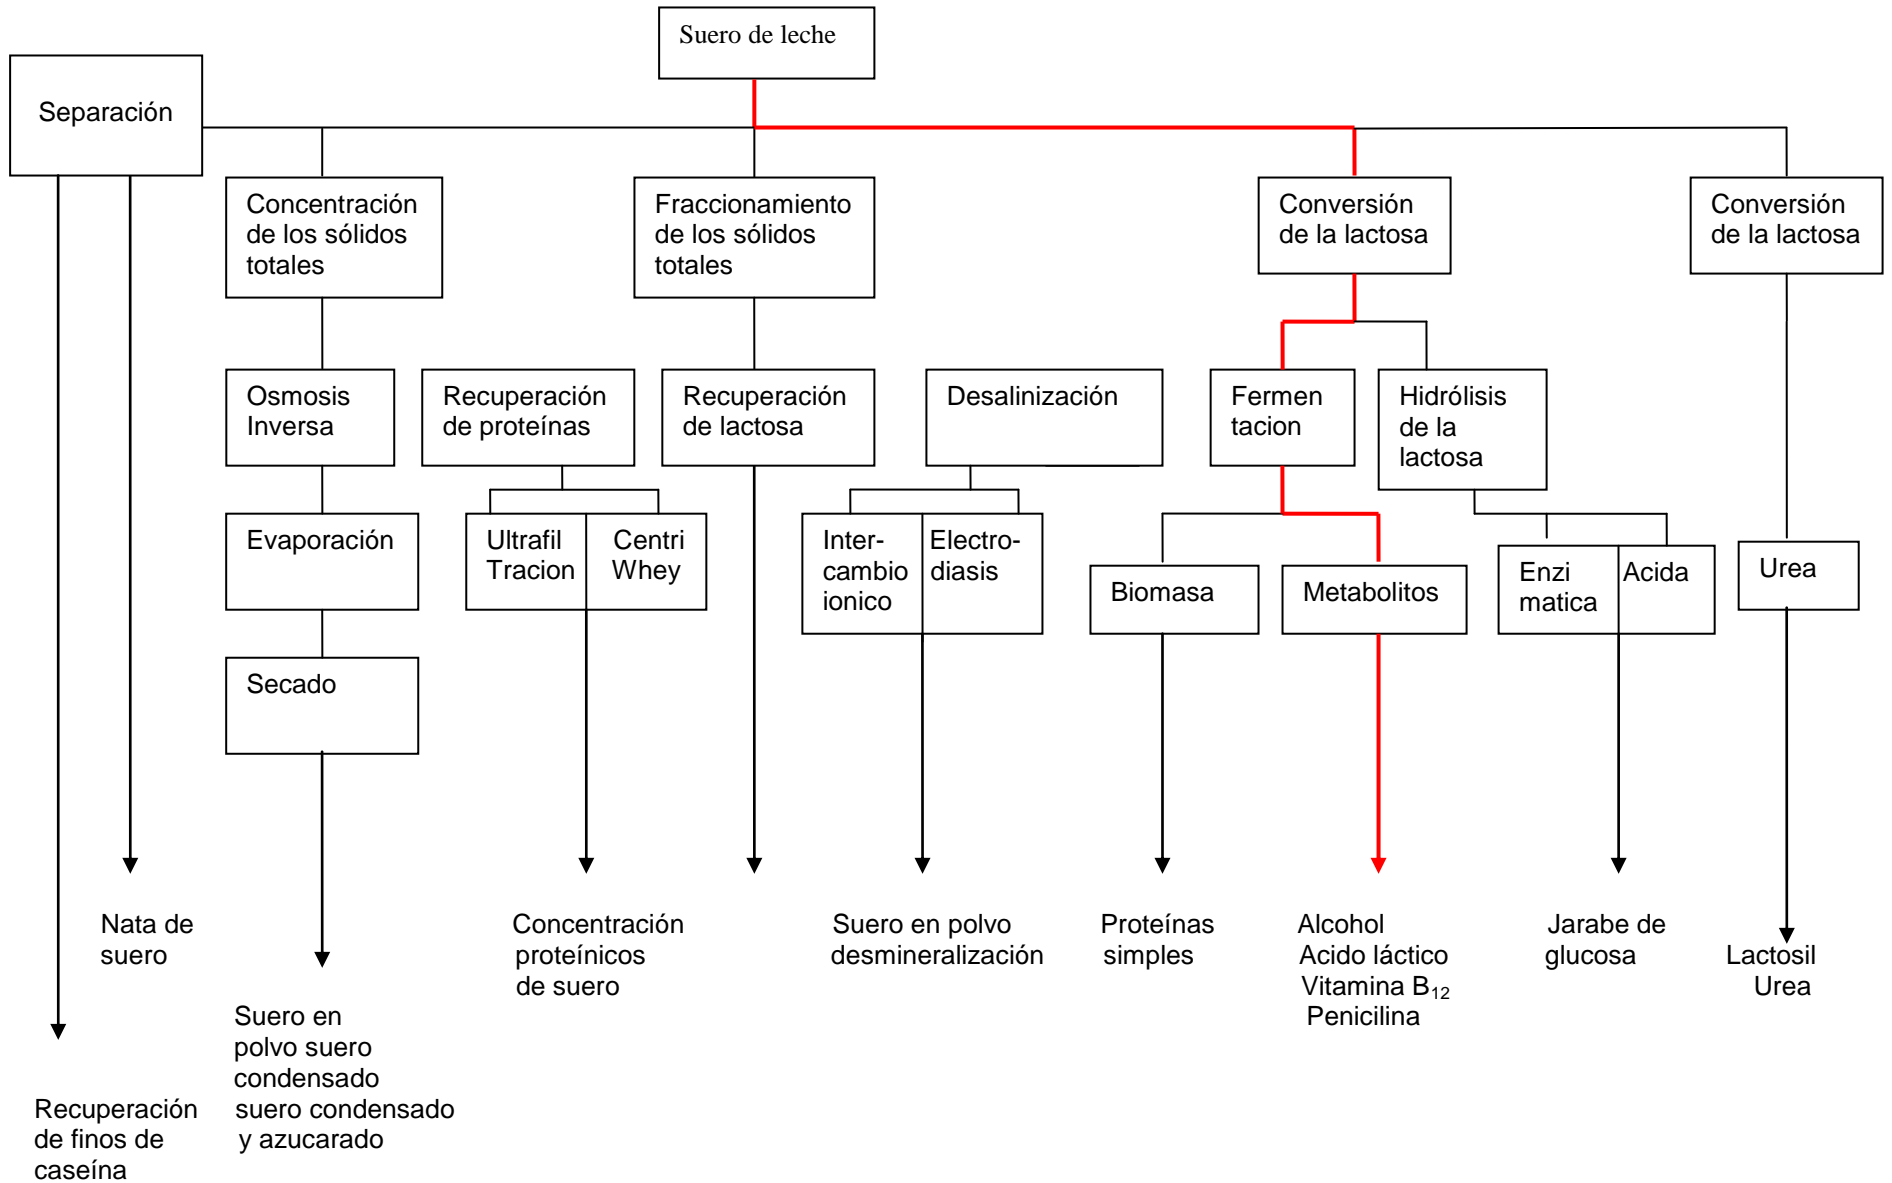 Suero de leche
Separación
Concentración
de los sólidos
totales
Fraccionamiento
de los sólidos
totales
Conversión
de la lactosa
Conversión
de la lactosa
Osmosis
Inversa
Recuperación
de proteínas
Recuperación
de lactosa
Desalinización
Fermen
tacion
Hidrólisis
de la
lactosa
Evaporación
Ultrafil
Tracion
Centri
Whey
Inter-
cambio
ionico
Electro-
diasis
Biomasa
Metabolitos
Enzi
matica
Acida
Urea
Secado
Nata de
suero
Concentración
proteínicos
de suero
Suero en polvo
desmineralización
Proteínas
simples
Alcohol
Acido láctico
Vitamina B₁₂
Penicilina
Jarabe de
glucosa
Lactosil
Urea
Suero en
polvo suero
condensado
suero condensado
y azucarado
Recuperación
de finos de
caseína